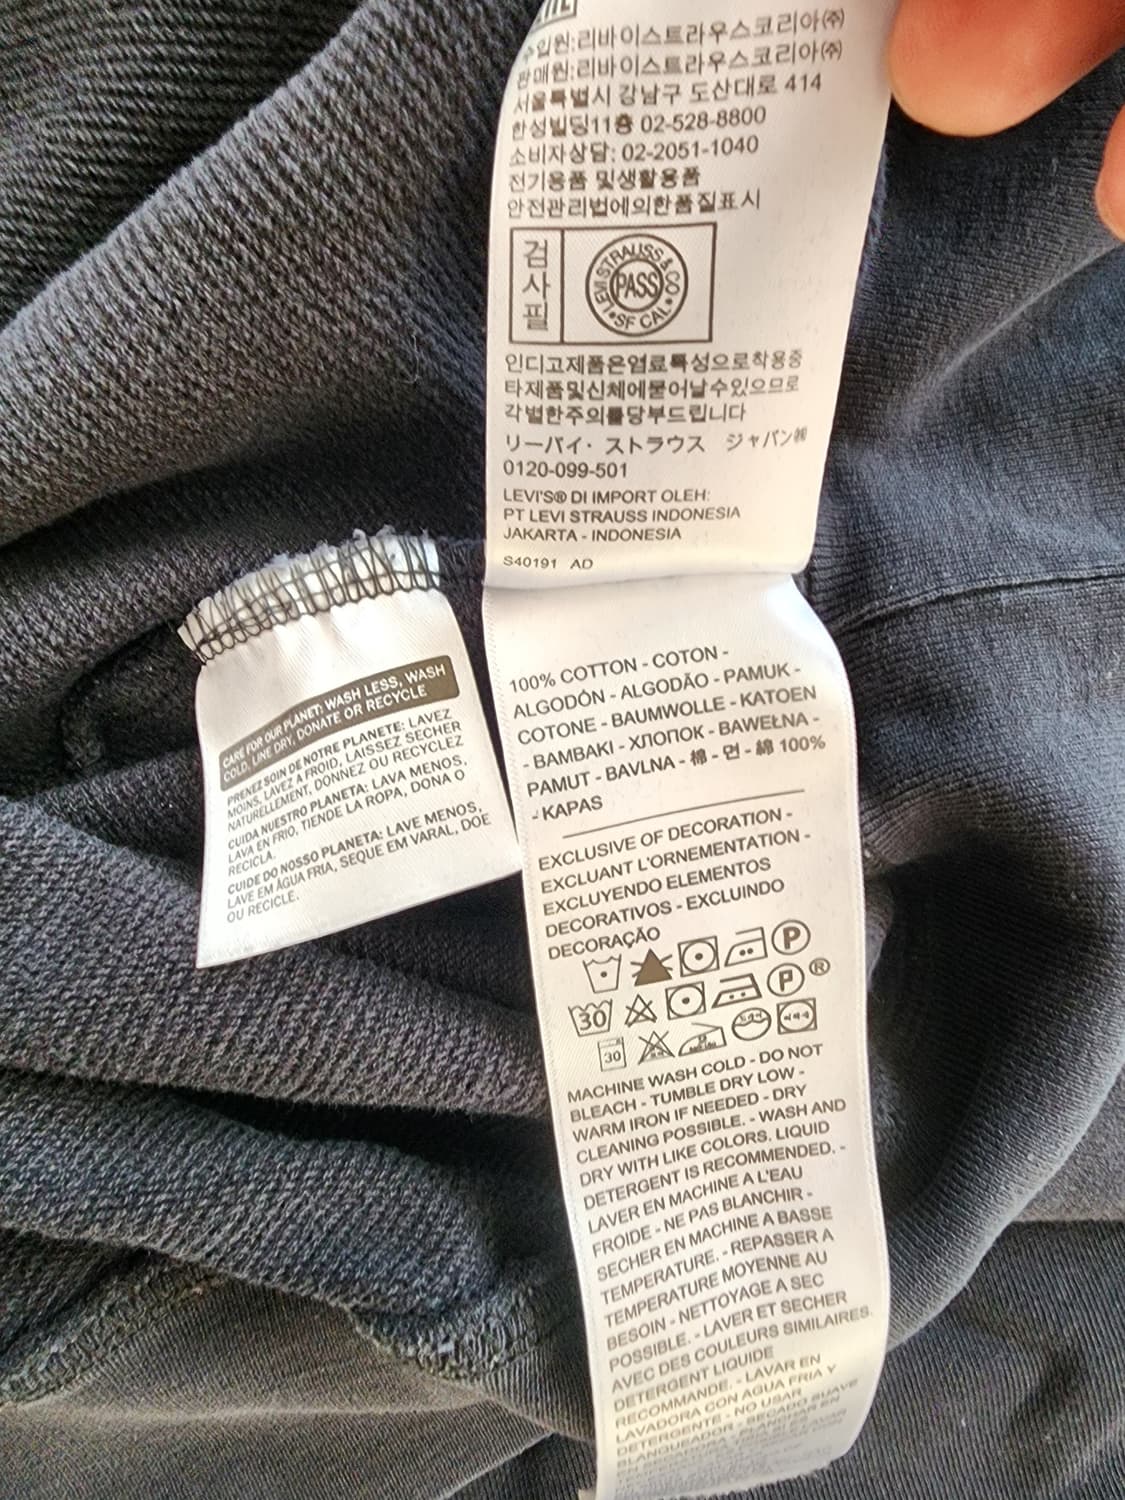 수입원:리바이스트라우스코리아㈜
판매원:리바이스트라우스코리아㈜
서울특별시 강남구 도산대로 414
한성빌딩11층 02-528-8800
소비자상담: 02-2051-1040
전기용품 및생활용품
안전관리법에의한품질표시
검사필
LEVI STRAUSS & CO
PASS
SF CAL
인디고제품은염료특성으로착용중
타제품및신체에묻어날수있으므로
각별한주의를당부드립니다
リーバイ・ストラウス ジャパン㈱
0120-099-501
LEVI'S® DI IMPORT OLEH:
PT LEVI STRAUSS INDONESIA
JAKARTA - INDONESIA
S40191 AD
CARE FOR OUR PLANET: WASH LESS, WASH
COLD, LINE DRY, DONATE OR RECYCLE
PRENEZ SOIN DE NOTRE PLANETE: LAVEZ
MOINS, LAVEZ A FROID, LAISSEZ SECHER
NATURELLEMENT, DONNEZ OU RECYCLEZ
CUIDA NUESTRO PLANETA: LAVA MENOS,
LAVA EN FRIO, TIENDE LA ROPA, DONA O
RECICLA.
CUIDE DO NOSSO PLANETA: LAVE MENOS,
LAVE EM ÁGUA FRIA, SEQUE EM VARAL, DOE
OU RECICLE.
100% COTTON - COTON -
ALGODÓN - ALGODÃO - PAMUK -
COTONE - BAUMWOLLE - KATOEN
- BAMBAKI - ХЛОПОК - BAWEŁNA -
PAMUT - BAVLNA - 棉 - 면 - 綿 100%
- KAPAS
EXCLUSIVE OF DECORATION -
EXCLUANT L'ORNEMENTATION -
EXCLUYENDO ELEMENTOS
DECORATIVOS - EXCLUINDO
DECORAÇÃO
P
30 P ®
30
MACHINE WASH COLD - DO NOT
BLEACH - TUMBLE DRY LOW -
WARM IRON IF NEEDED - DRY
CLEANING POSSIBLE. - WASH AND
DRY WITH LIKE COLORS. LIQUID
DETERGENT IS RECOMMENDED. -
LAVER EN MACHINE A L'EAU
FROIDE - NE PAS BLANCHIR -
SECHER EN MACHINE A BASSE
TEMPERATURE. - REPASSER A
TEMPERATURE MOYENNE AU
BESOIN - NETTOYAGE A SEC
POSSIBLE. - LAVER ET SECHER
AVEC DES COULEURS SIMILAIRES.
DETERGENT LIQUIDE
RECOMMANDE. - LAVAR EN
LAVADORA CON AGUA FRIA Y
DETERGENTE - NO USAR
BLANQUEADOR - SECADO SUAVE